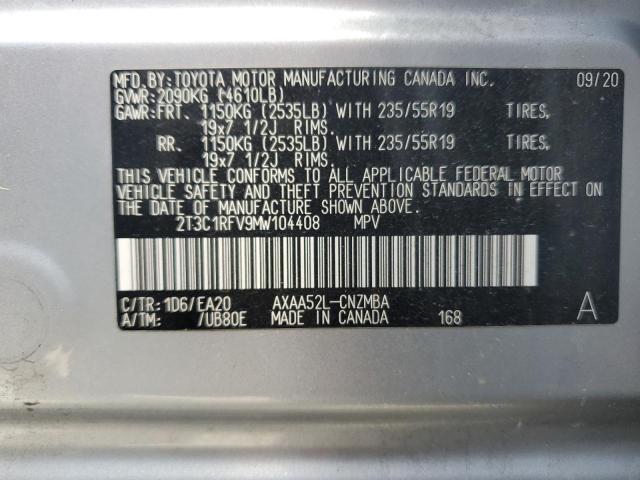 MFD.BY:TOYOTA MOTOR MANUFACTURING CANADA INC. 09/20
GVWR:2090KG (4610LB)
GAWR:FRT. 1150KG (2535LB) WITH 235/55R19 TIRES,
19x7 1/2J RIMS.
RR. 1150KG (2535LB) WITH 235/55R19 TIRES,
19x7 1/2J RIMS.
THIS VEHICLE CONFORMS TO ALL APPLICABLE FEDERAL MOTOR
VEHICLE SAFETY AND THEFT PREVENTION STANDARDS IN EFFECT ON
THE DATE OF MANUFACTURE SHOWN ABOVE.
2T3C1RFV9MW104408 MPV
C/TR: 1D6/EA20 AXAA52L-CNZMBA
A/TM: /UB80E MADE IN CANADA 168 A